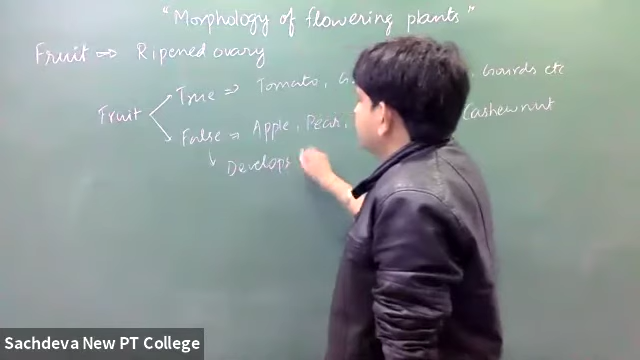 "Morphology of flowering plants"
Fruit ⇒ Ripened ovary
Fruit
True ⇒ Tomato, G , Gourds etc
False = Apple, Pear, Cashewnut
↳ Develops
Sachdeva New PT College